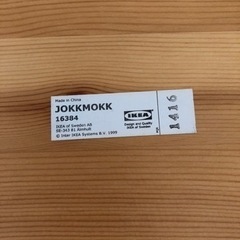 Made in China
JOKKMOKK
16384
IKEA of Sweden AB
SE-343 81 Älmhult
© Inter IKEA Systems B.V. 1999
IKEA
Design and Quality
IKEA of Sweden
1416